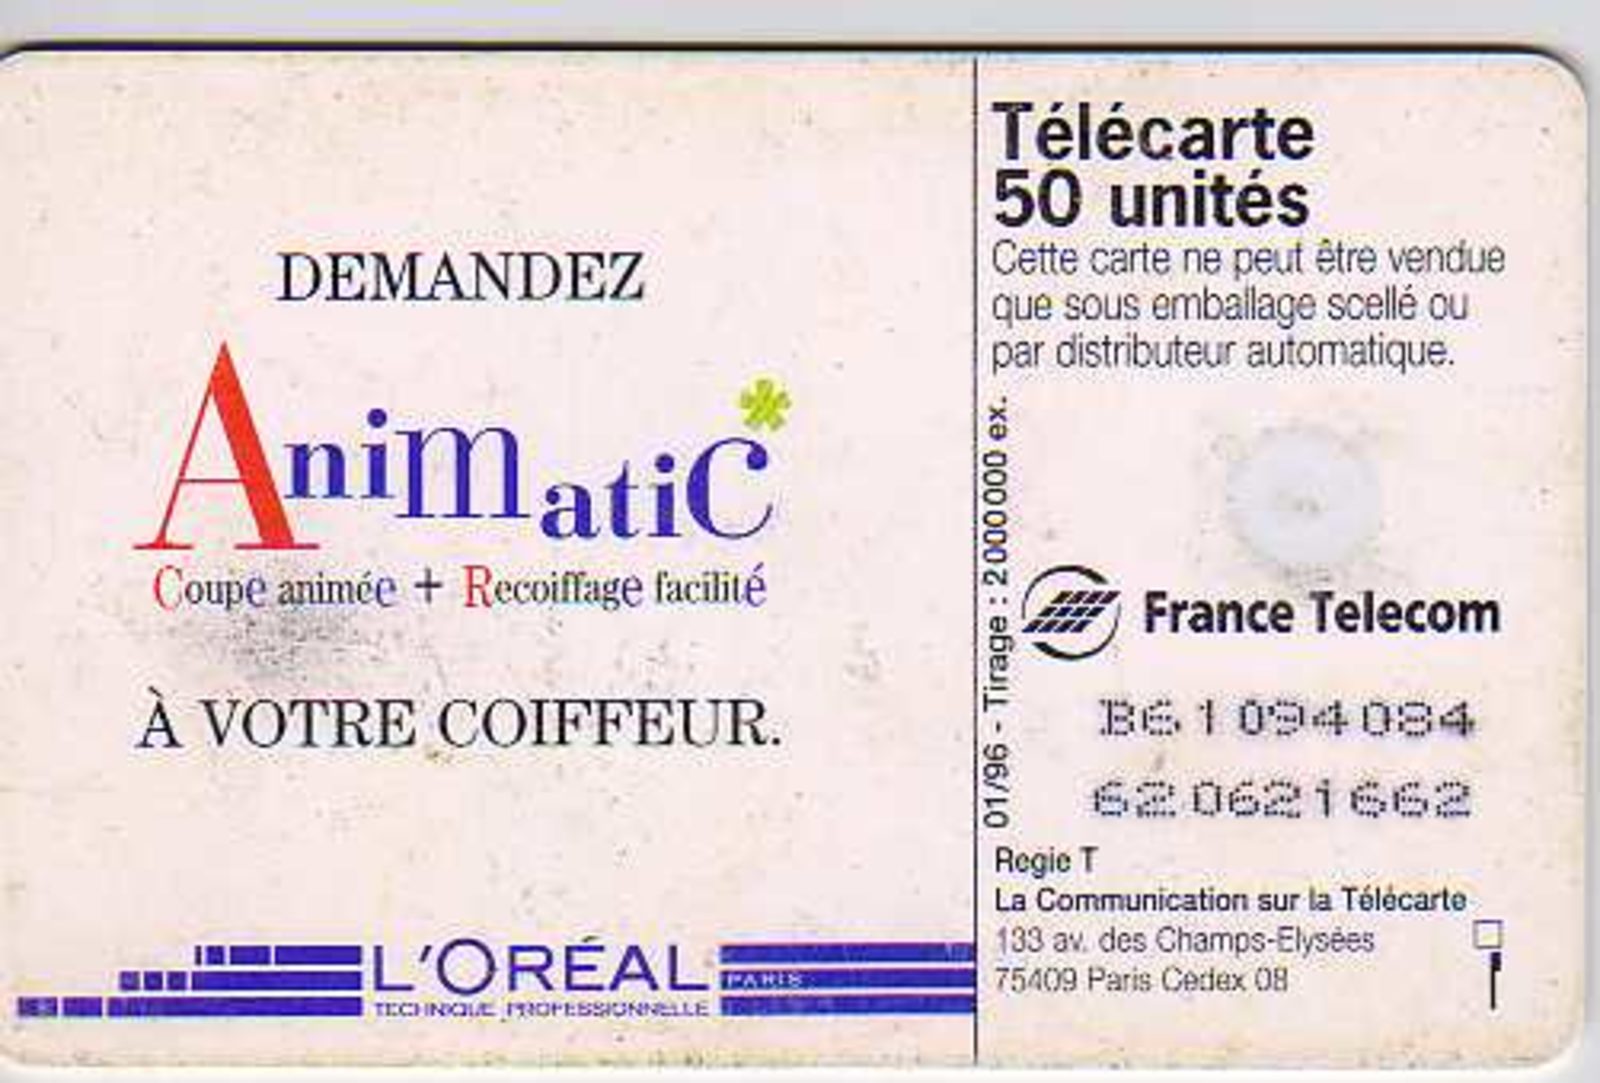 DEMANDEZ
AnimatiC
Coupe animée + Recoiffage facilité
À VOTRE COIFFEUR.
L'ORÉAL
PARIS
TECHNIQUE PROFESSIONNELLE
Télécarte
50 unités
Cette carte ne peut être vendue
que sous emballage scellé ou
par distributeur automatique.
01/96 - Tirage : 2000000 ex.
France Telecom
B61094084
620621662
Regie T
La Communication sur la Télécarte
133 av. des Champs-Elysées
75409 Paris Cedex 08